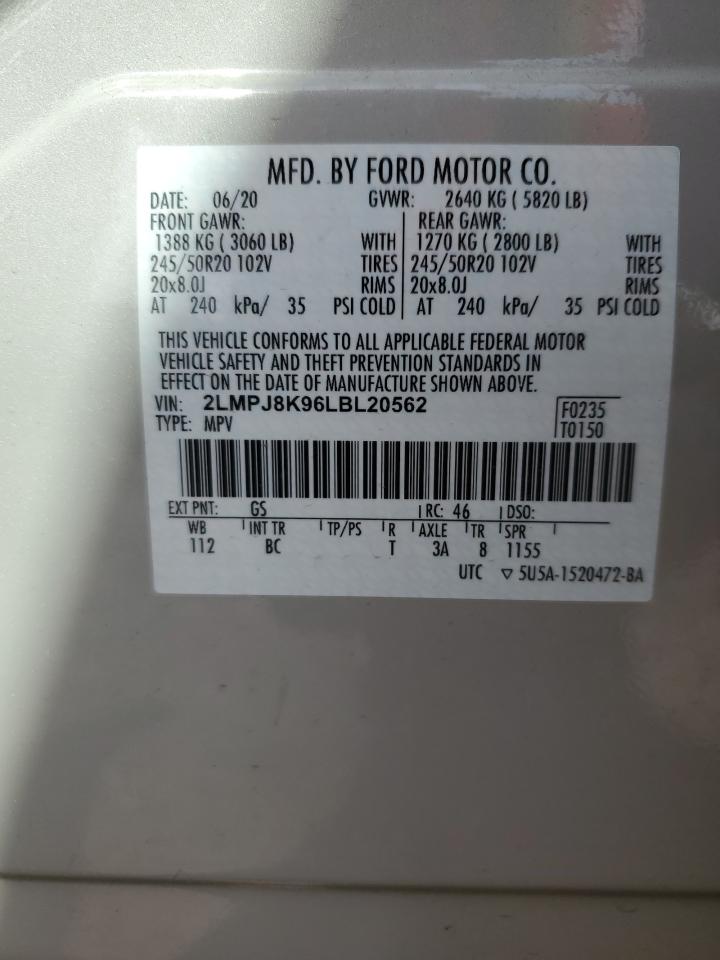 MFD. BY FORD MOTOR CO.
DATE: 06/20 GVWR: 2640 KG ( 5820 LB)
FRONT GAWR: REAR GAWR:
1388 KG ( 3060 LB) WITH 1270 KG ( 2800 LB) WITH
245/50R20 102V TIRES 245/50R20 102V TIRES
20x8.0J RIMS 20x8.0J RIMS
AT 240 kPa/ 35 PSI COLD AT 240 kPa/ 35 PSI COLD
THIS VEHICLE CONFORMS TO ALL APPLICABLE FEDERAL MOTOR
VEHICLE SAFETY AND THEFT PREVENTION STANDARDS IN
EFFECT ON THE DATE OF MANUFACTURE SHOWN ABOVE.
VIN: 2LMPJ8K96LBL20562 F0235
TYPE: MPV T0150
EXT PNT: GS RC: 46 DSO:
WB INT TR TP/PS R AXLE TR SPR
112 BC T 3A 8 1155
UTC ▽ 5U5A-1520472-BA